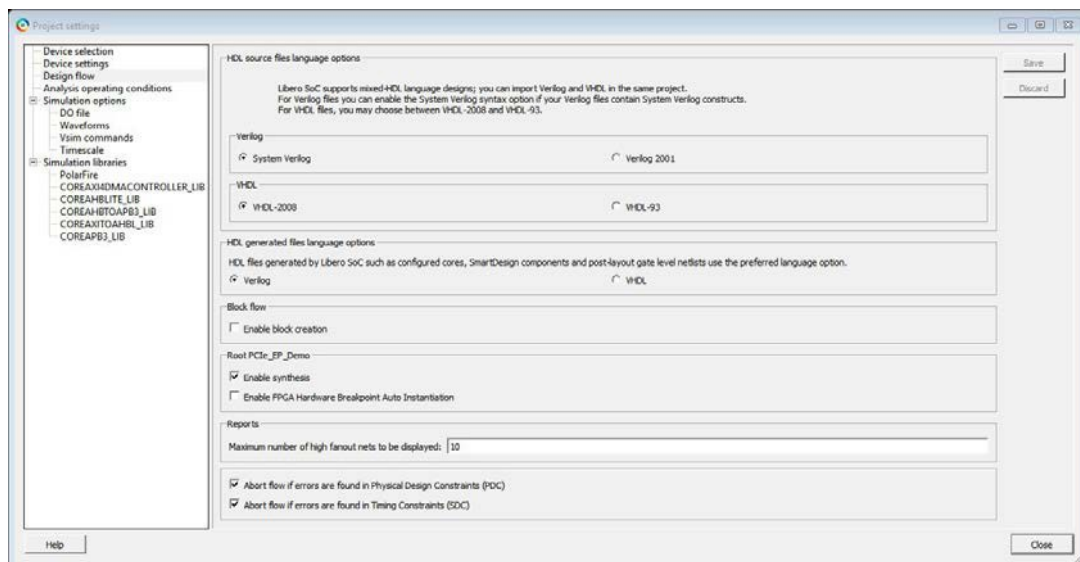 Project settings
Device selection
Device settings
Design flow
Analysis operating conditions
Simulation options
DO file
Waveforms
Vsim commands
Timescale
Simulation libraries
PolarFire
COREAXI4DMACONTROLLER_LIB
COREAHBLITE_LIB
COREAHBTOAPB3_LIB
COREAXITOAHBL_LIB
COREAPB3_LIB
HDL source files language options
Libero SoC supports mixed-HDL language designs; you can import Verilog and VHDL in the same project.
For Verilog files you can enable the System Verilog syntax option if your Verilog files contain System Verilog constructs.
For VHDL files, you may choose between VHDL-2008 and VHDL-93.
Verilog
System Verilog
Verilog 2001
VHDL
VHDL-2008
VHDL-93
HDL generated files language options
HDL files generated by Libero SoC such as configured cores, SmartDesign components and post-layout gate level netlists use the preferred language option.
Verilog
VHDL
Block flow
Enable block creation
Root PCIe_EP_Demo
Enable synthesis
Enable FPGA Hardware Breakpoint Auto Instantiation
Reports
Maximum number of high fanout nets to be displayed: 10
Abort flow if errors are found in Physical Design Constraints (PDC)
Abort flow if errors are found in Timing Constraints (SDC)
Save
Discard
Help
Close